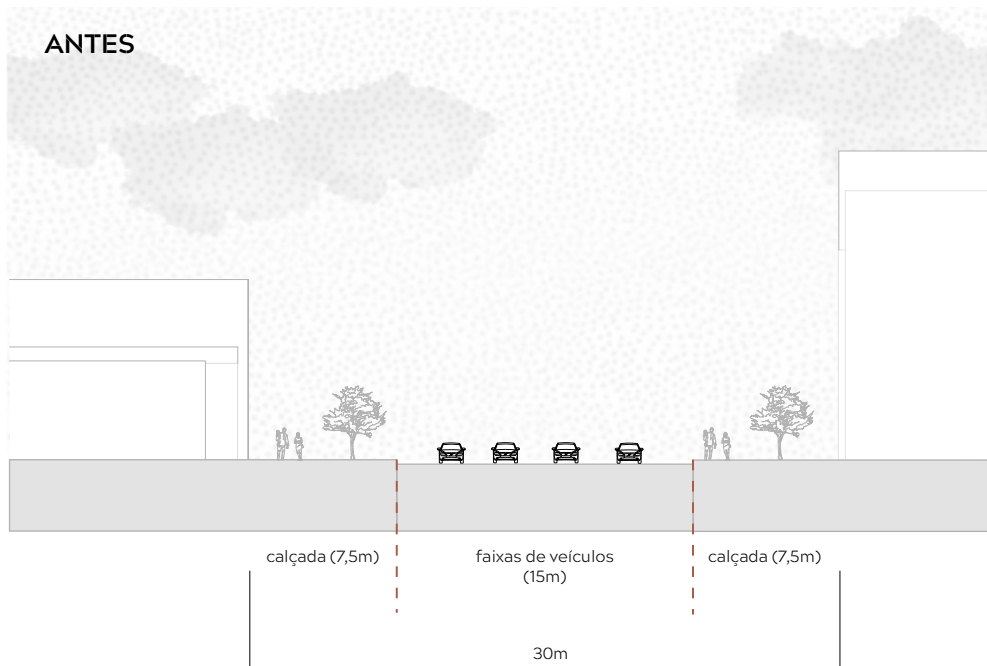 ANTES
calçada (7,5m)
faixas de veículos
(15m)
calçada (7,5m)
30m